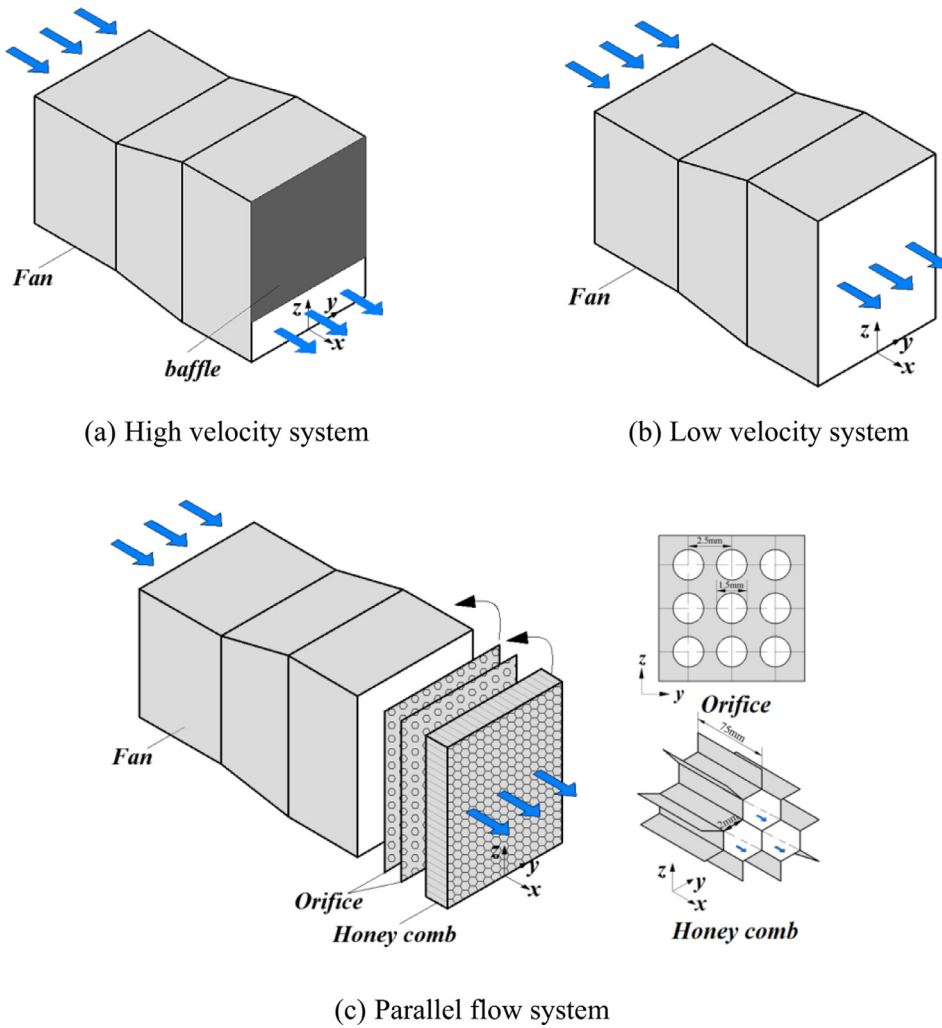 Fan
baffle
z
y
x
(a) High velocity system
Fan
z
y
x
(b) Low velocity system
Fan
Orifice
Honey comb
z
y
x
2.5mm
1.5mm
z
y
Orifice
75mm
2mm
z
y
x
Honey comb
(c) Parallel flow system